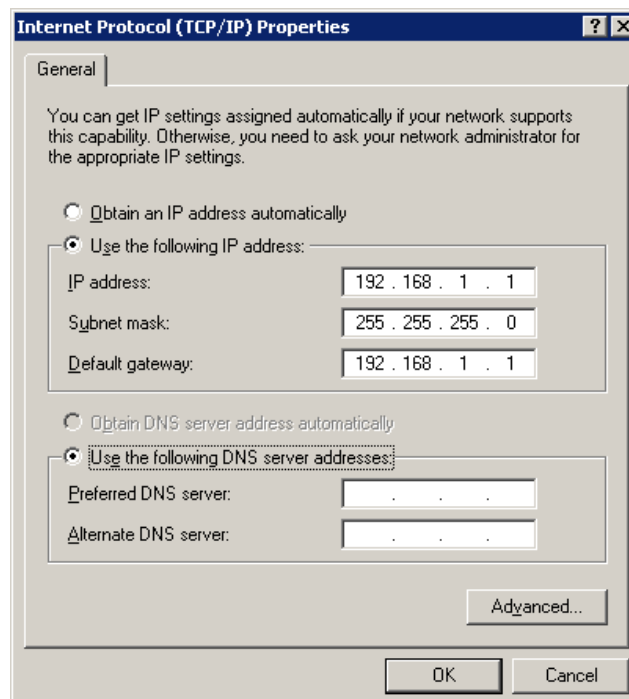 Internet Protocol (TCP/IP) Properties
General
You can get IP settings assigned automatically if your network supports
this capability. Otherwise, you need to ask your network administrator for
the appropriate IP settings.
Obtain an IP address automatically
Use the following IP address:
IP address: 192 . 168 . 1 . 1
Subnet mask: 255 . 255 . 255 . 0
Default gateway: 192 . 168 . 1 . 1
Obtain DNS server address automatically
Use the following DNS server addresses:
Preferred DNS server: . . .
Alternate DNS server: . . .
Advanced...
OK Cancel